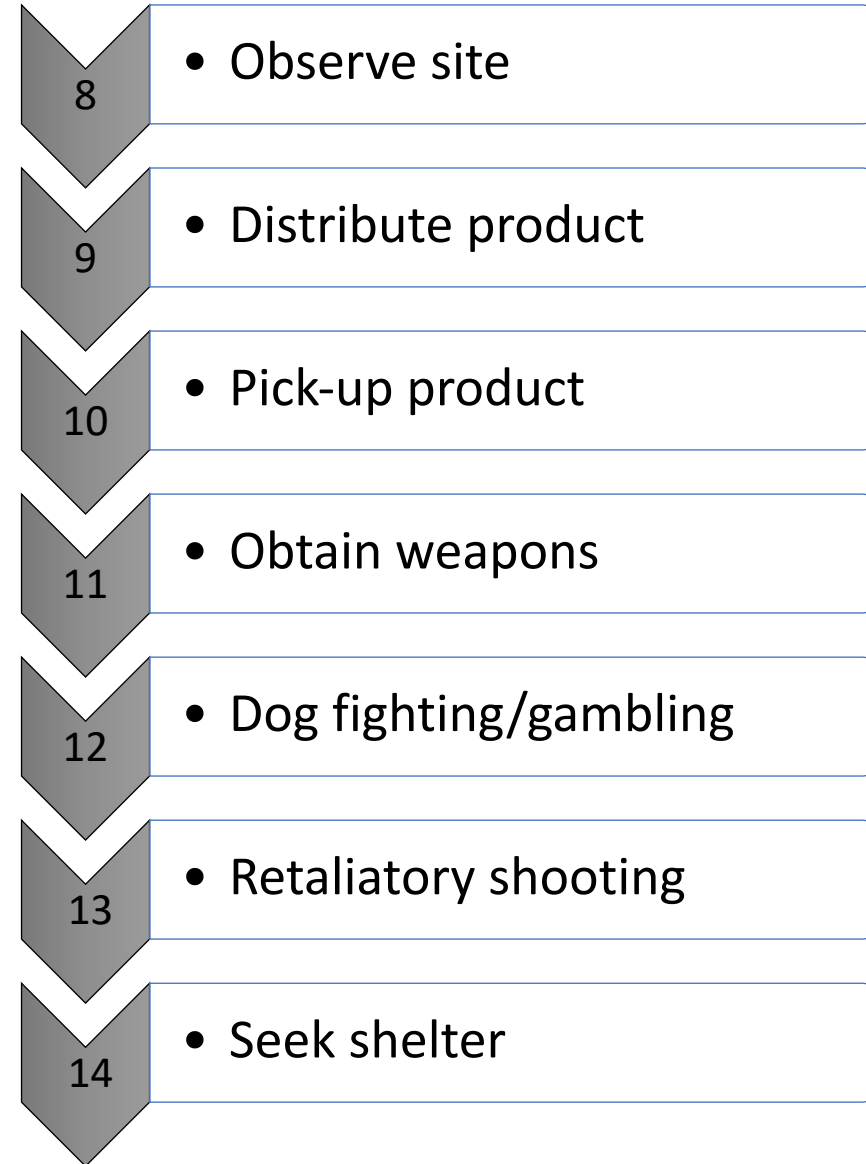 8
• Observe site
9
• Distribute product
10
• Pick-up product
11
• Obtain weapons
12
• Dog fighting/gambling
13
• Retaliatory shooting
14
• Seek shelter